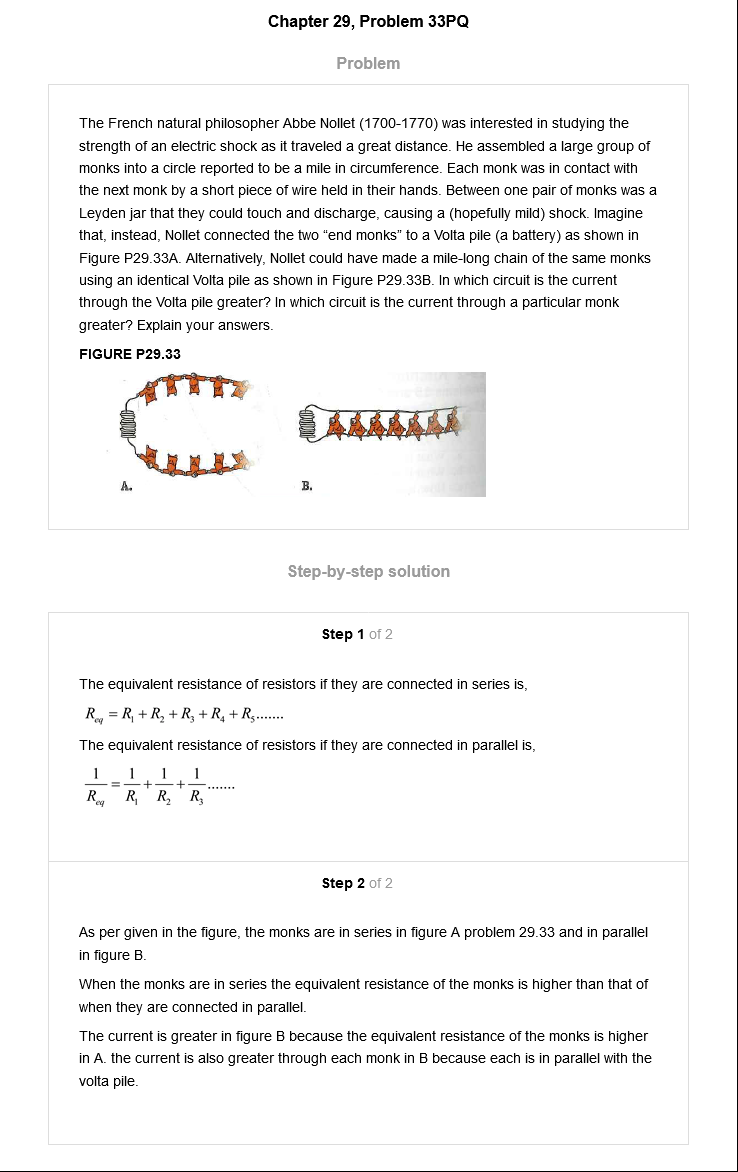 Chapter 29, Problem 33PQ
Problem
The French natural philosopher Abbe Nollet (1700-1770) was interested in studying the
strength of an electric shock as it traveled a great distance. He assembled a large group of
monks into a circle reported to be a mile in circumference. Each monk was in contact with
the next monk by a short piece of wire held in their hands. Between one pair of monks was a
Leyden jar that they could touch and discharge, causing a (hopefully mild) shock. Imagine
that, instead, Nollet connected the two “end monks” to a Volta pile (a battery) as shown in
Figure P29.33A. Alternatively, Nollet could have made a mile-long chain of the same monks
using an identical Volta pile as shown in Figure P29.33B. In which circuit is the current
through the Volta pile greater? In which circuit is the current through a particular monk
greater? Explain your answers.
FIGURE P29.33
A.
B.
Step-by-step solution
Step 1 of 2
The equivalent resistance of resistors if they are connected in series is,
R_eq = R_1 + R_2 + R_3 + R_4 + R_5.......
The equivalent resistance of resistors if they are connected in parallel is,
1/R_eq = 1/R_1 + 1/R_2 + 1/R_3 .......
Step 2 of 2
As per given in the figure, the monks are in series in figure A problem 29.33 and in parallel
in figure B.
When the monks are in series the equivalent resistance of the monks is higher than that of
when they are connected in parallel.
The current is greater in figure B because the equivalent resistance of the monks is higher
in A. the current is also greater through each monk in B because each is in parallel with the
volta pile.